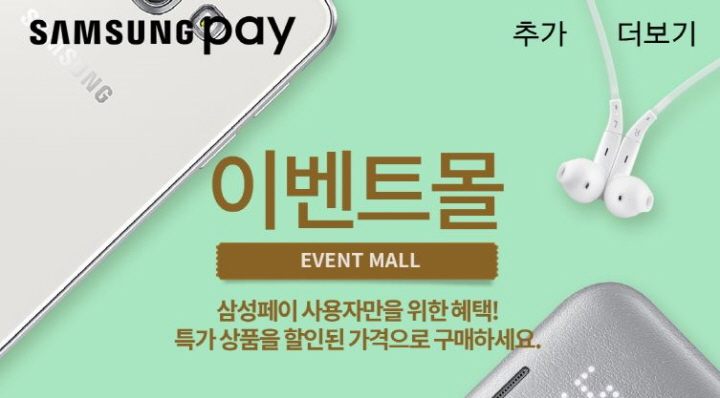 SAMSUNG pay
추가 더보기
SAMSUNG
이벤트몰
EVENT MALL
삼성페이 사용자만을 위한 혜택!
특가 상품을 할인된 가격으로 구매하세요.